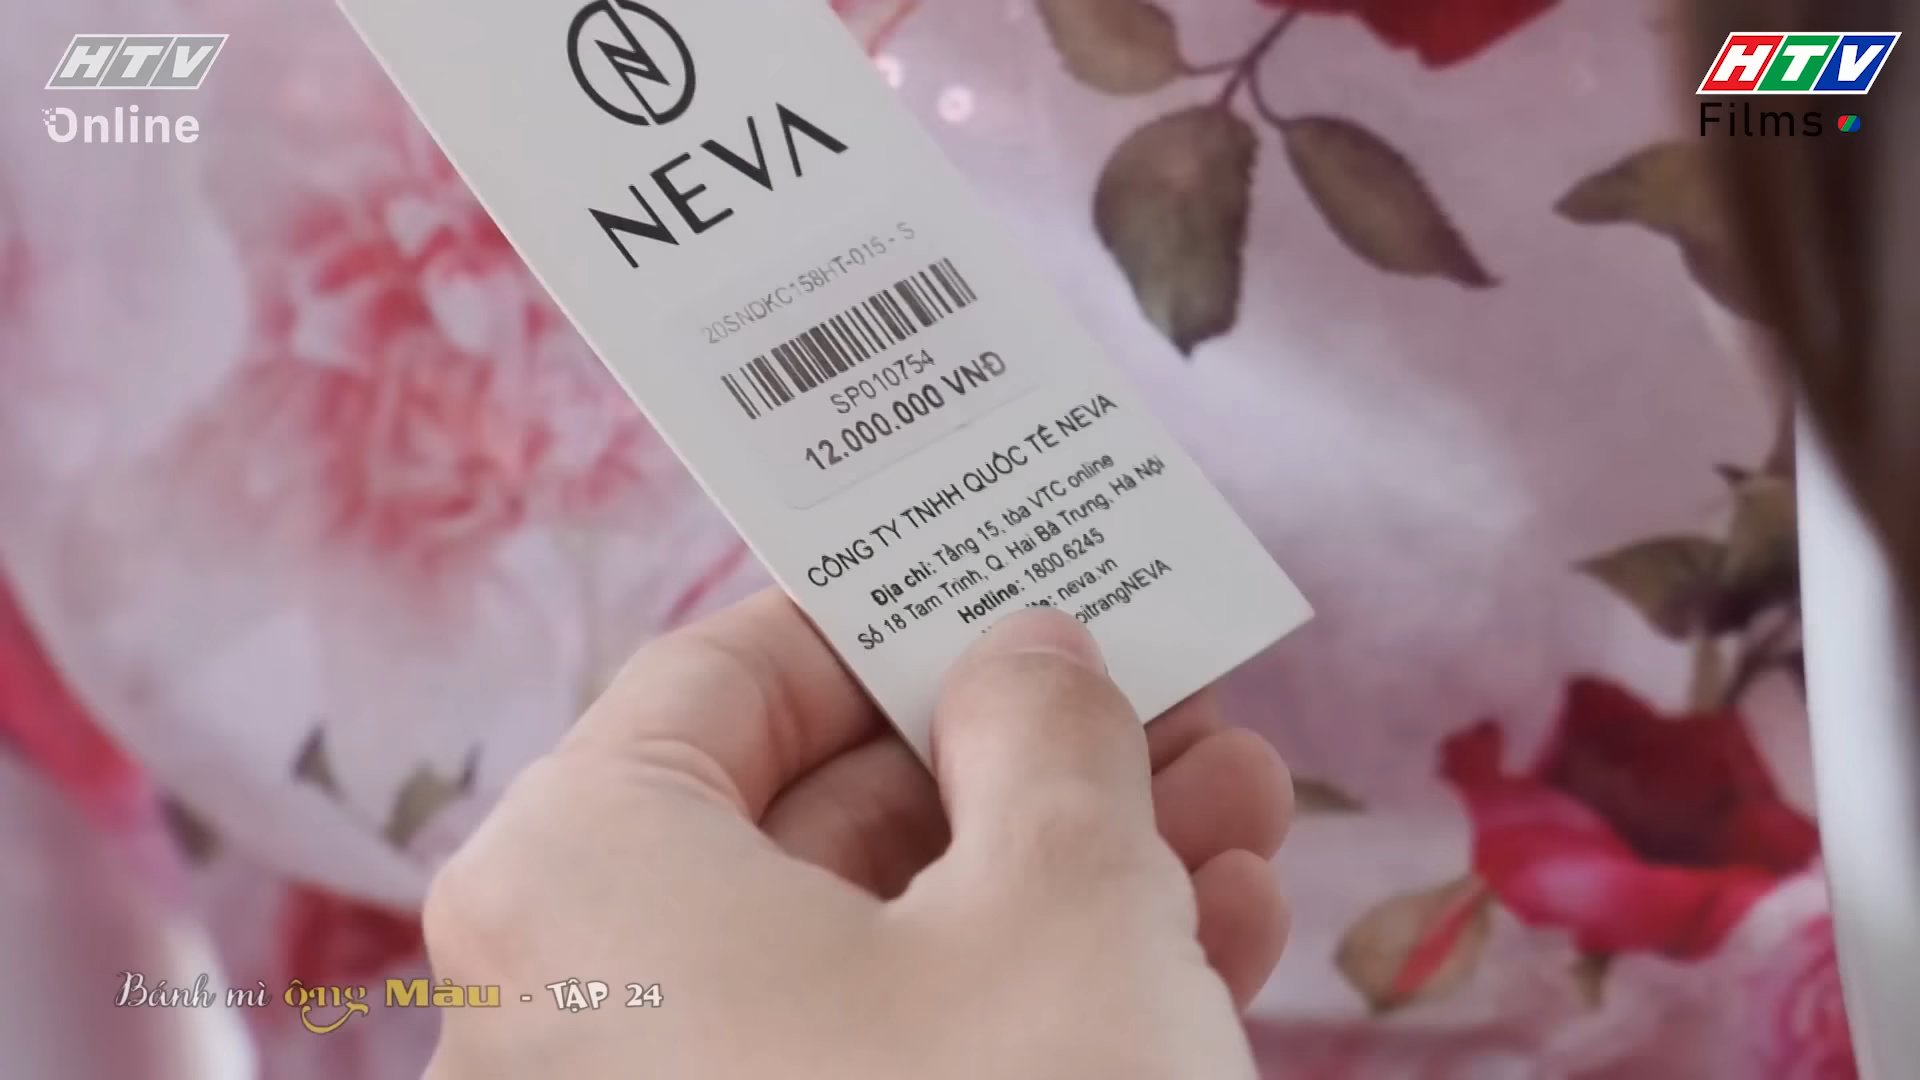 HTV
Online
HTV
Films
NEVA
20SNDKC158HT-015 - S
SP010754
12.000.000 VNĐ
CÔNG TY TNHH QUỐC TẾ NEVA
Địa chỉ: Tầng 15, tòa VTC online
Số 18 Tam Trinh, Q. Hai Bà Trưng, Hà Nội
Hotline: 1800.6245
neva.vn
Bánh mì ông Màu - TẬP 24